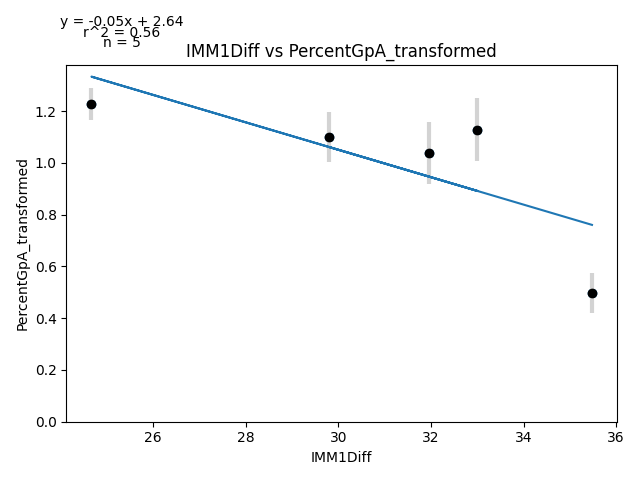 y = -0.05x + 2.64
r^2 = 0.56
n = 5
IMM1Diff vs PercentGpA_transformed
1.2
1.0
0.8
0.6
0.4
0.2
0.0
PercentGpA_transformed
26
28
30
32
34
36
IMM1Diff